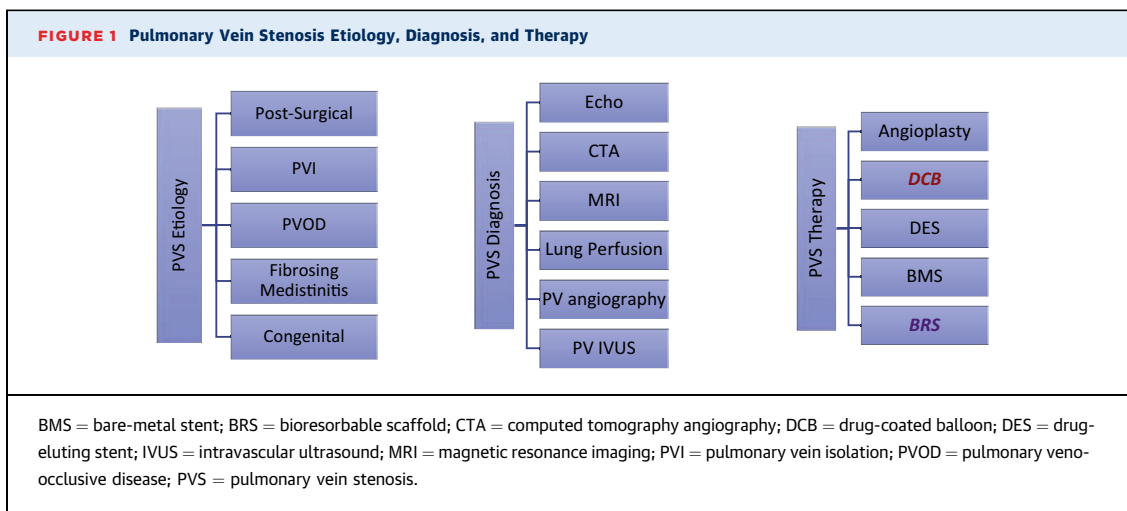 FIGURE 1 Pulmonary Vein Stenosis Etiology, Diagnosis, and Therapy
PVS Etiology
Post-Surgical
PVI
PVOD
Fibrosing
Medistinitis
Congenital
PVS Diagnosis
Echo
CTA
MRI
Lung Perfusion
PV angiography
PV IVUS
PVS Therapy
Angioplasty
DCB
DES
BMS
BRS
BMS = bare-metal stent; BRS = bioresorbable scaffold; CTA = computed tomography angiography; DCB = drug-coated balloon; DES = drug-
eluting stent; IVUS = intravascular ultrasound; MRI = magnetic resonance imaging; PVI = pulmonary vein isolation; PVOD = pulmonary veno-
occlusive disease; PVS = pulmonary vein stenosis.